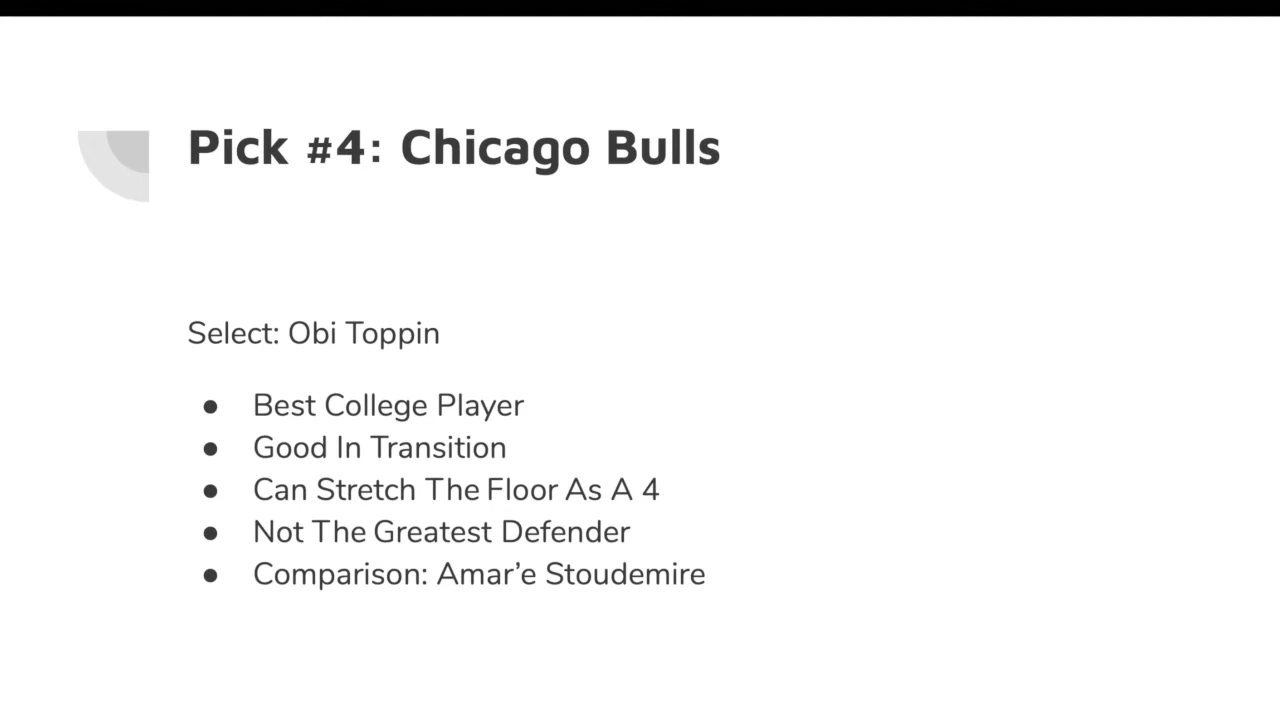 Pick #4: Chicago Bulls
Select: Obi Toppin
● Best College Player
● Good In Transition
● Can Stretch The Floor As A 4
● Not The Greatest Defender
● Comparison: Amar’e Stoudemire